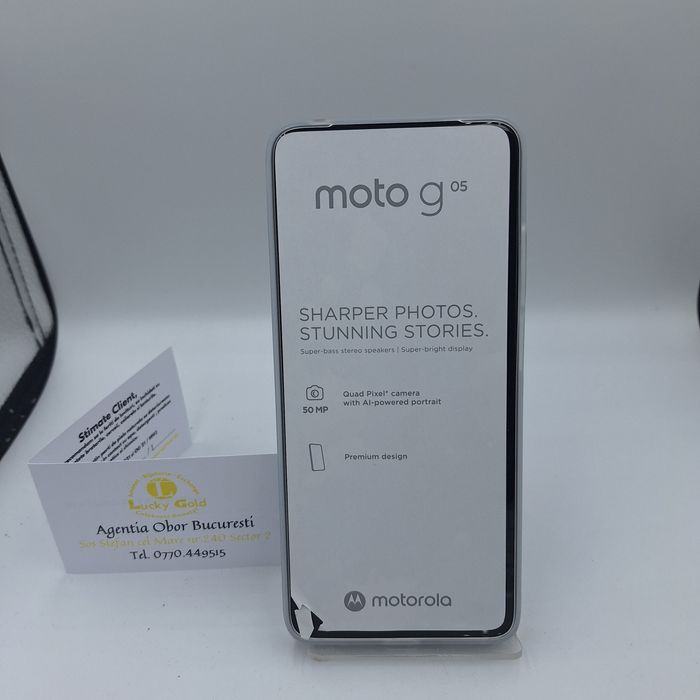 moto g 05
SHARPER PHOTOS.
STUNNING STORIES.
Super-bass stereo speakers | Super-bright display
50 MP
Quad Pixel* camera
with AI-powered portrait
Premium design
motorola
Stimate Client,
Lucky Gold
Agentia Obor Bucuresti
Sos Stefan cel Mare nr 240 Sector 2
Tel. 0770.449515